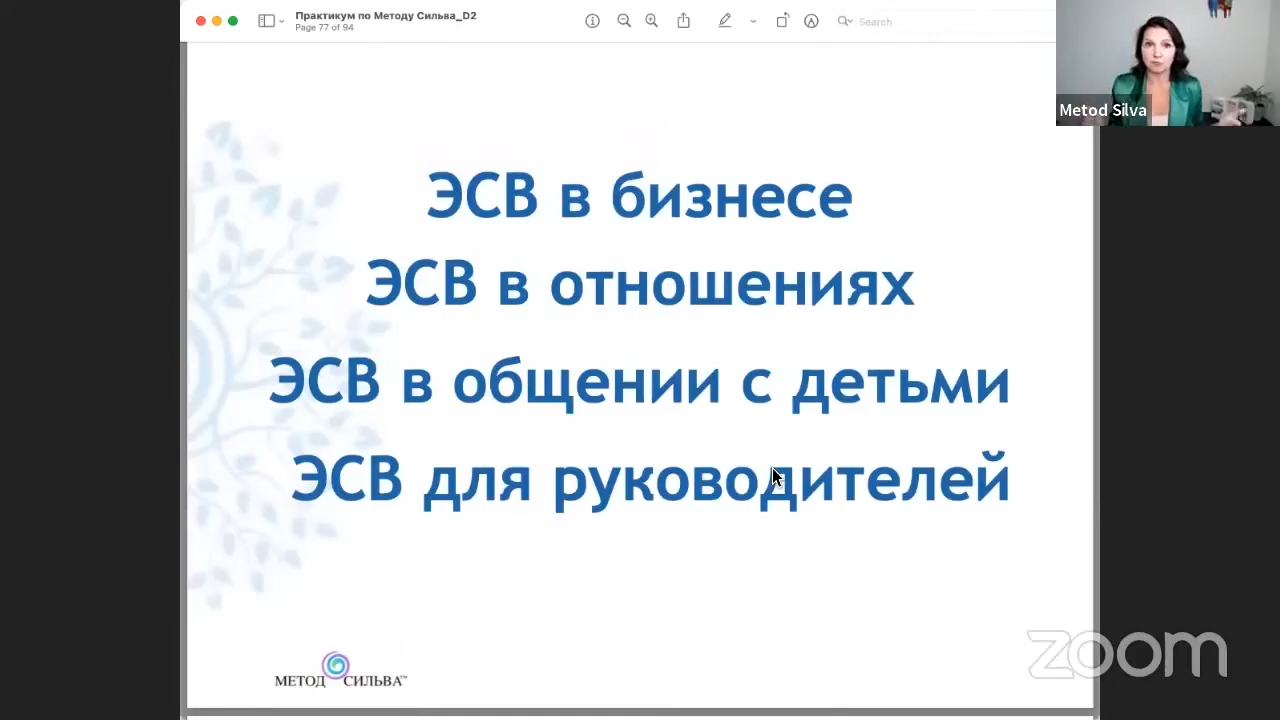 Практикум по Методу Сильва_D2
Page 77 of 94
Search
Metod Silva
ЭСВ в бизнесе
ЭСВ в отношениях
ЭСВ в общении с детьми
ЭСВ для руководителей
МЕТОД СИЛЬВА™
zoom